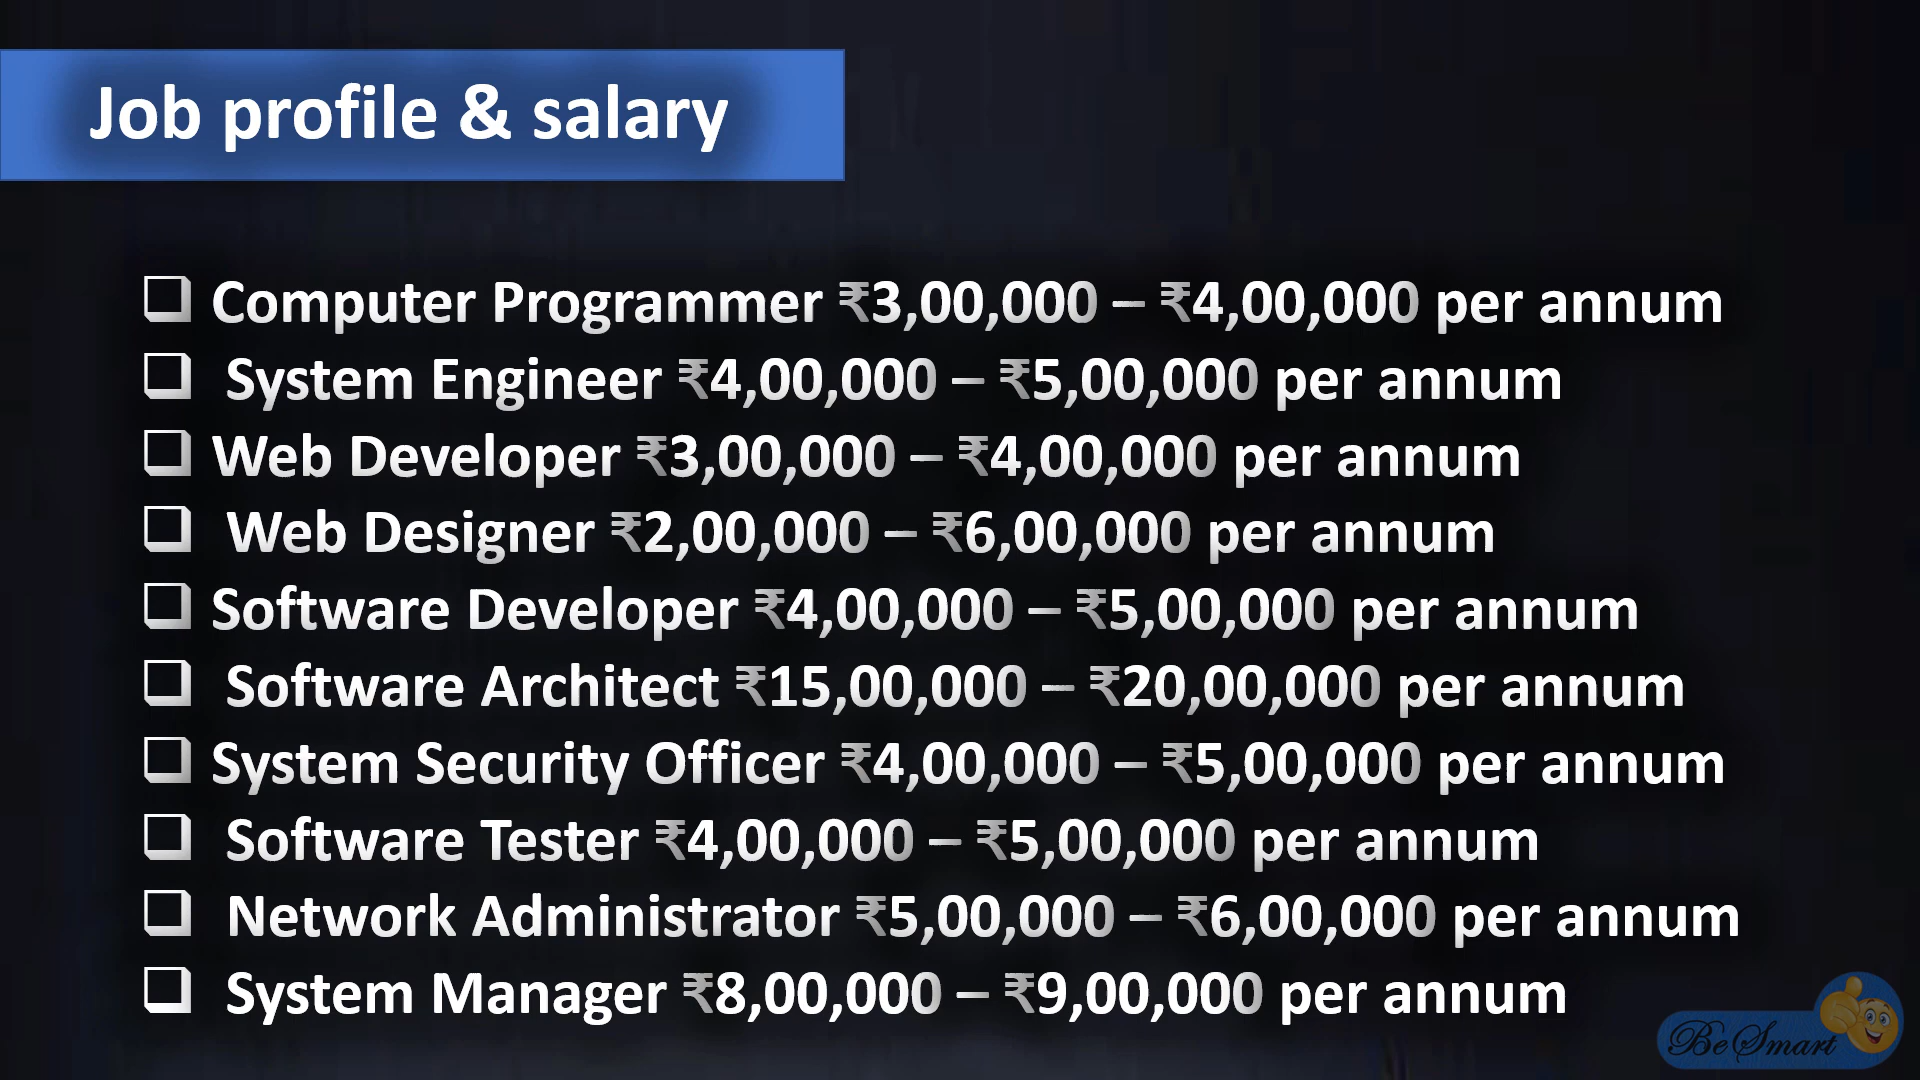 Job profile & salary
❑ Computer Programmer ₹3,00,000 – ₹4,00,000 per annum
❑ System Engineer ₹4,00,000 – ₹5,00,000 per annum
❑ Web Developer ₹3,00,000 – ₹4,00,000 per annum
❑ Web Designer ₹2,00,000 – ₹6,00,000 per annum
❑ Software Developer ₹4,00,000 – ₹5,00,000 per annum
❑ Software Architect ₹15,00,000 – ₹20,00,000 per annum
❑ System Security Officer ₹4,00,000 – ₹5,00,000 per annum
❑ Software Tester ₹4,00,000 – ₹5,00,000 per annum
❑ Network Administrator ₹5,00,000 – ₹6,00,000 per annum
❑ System Manager ₹8,00,000 – ₹9,00,000 per annum
Be Smart